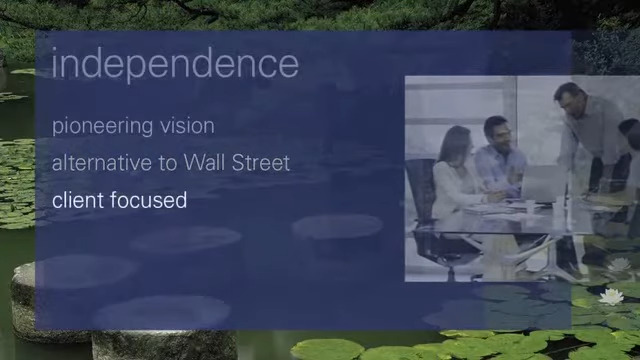 independence
pioneering vision
alternative to Wall Street
client focused